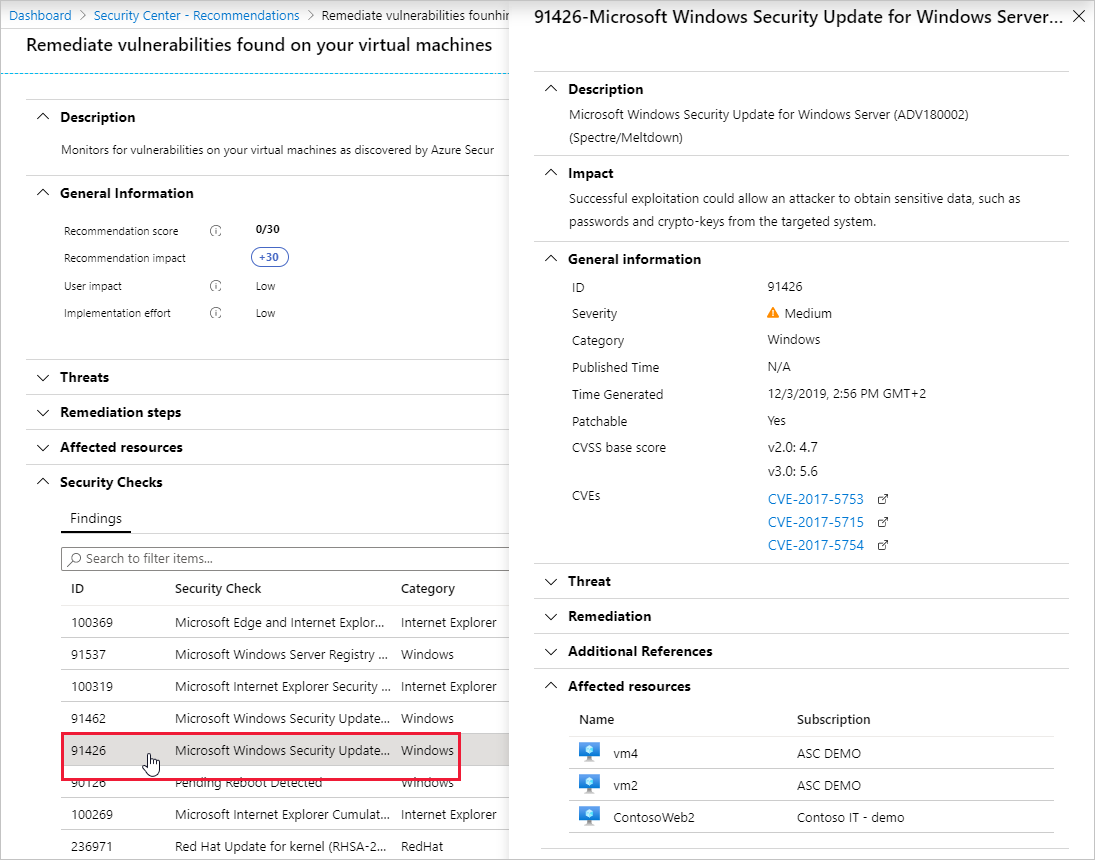 Dashboard > Security Center - Recommendations > Remediate vulnerabilities found
Remediate vulnerabilities found on your virtual machines
Description
Monitors for vulnerabilities on your virtual machines as discovered by Azure Secur
General Information
Recommendation score 0/30
Recommendation impact +30
User impact Low
Implementation effort Low
Threats
Remediation steps
Affected resources
Security Checks
Findings
Search to filter items...
ID Security Check Category
100369 Microsoft Edge and Internet Explor... Internet Explorer
91537 Microsoft Windows Server Registry ... Windows
100319 Microsoft Internet Explorer Security ... Internet Explorer
91462 Microsoft Windows Security Update... Windows
91426 Microsoft Windows Security Update... Windows
90126 Pending Reboot Detected Windows
100269 Microsoft Internet Explorer Cumulat... Internet Explorer
236971 Red Hat Update for kernel (RHSA-2... RedHat
91426-Microsoft Windows Security Update for Windows Server...
Description
Microsoft Windows Security Update for Windows Server (ADV180002)
(Spectre/Meltdown)
Impact
Successful exploitation could allow an attacker to obtain sensitive data, such as
passwords and crypto-keys from the targeted system.
General information
ID 91426
Severity Medium
Category Windows
Published Time N/A
Time Generated 12/3/2019, 2:56 PM GMT+2
Patchable Yes
CVSS base score v2.0: 4.7
v3.0: 5.6
CVEs CVE-2017-5753
CVE-2017-5715
CVE-2017-5754
Threat
Remediation
Additional References
Affected resources
Name Subscription
vm4 ASC DEMO
vm2 ASC DEMO
ContosoWeb2 Contoso IT - demo